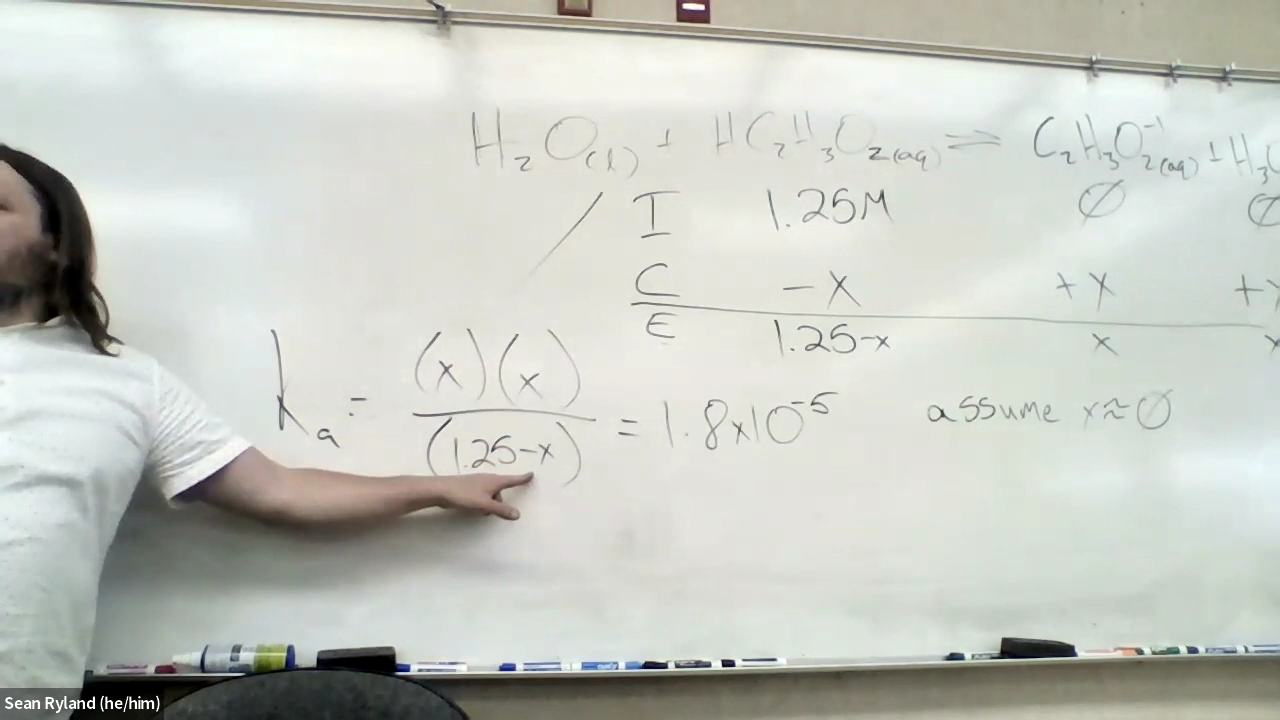 H₂O(l) + HC₂H₃O₂(aq) ⇌ C₂H₃O₂⁻¹(aq) + H₃
I 1.25M ∅ ∅
C -x +x +x
E 1.25-x x x
Ka = (x)(x) / (1.25-x) = 1.8x10⁻⁵ assume x≈∅
Sean Ryland (he/him)